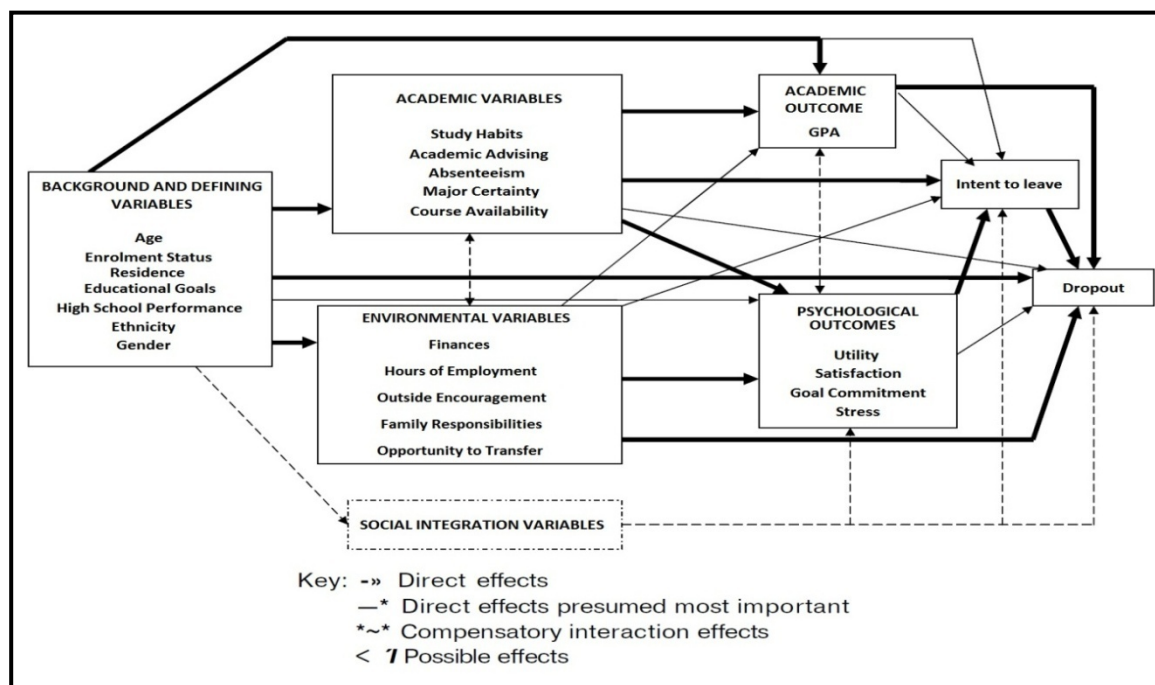 BACKGROUND AND DEFINING
VARIABLES
Age
Enrolment Status
Residence
Educational Goals
High School Performance
Ethnicity
Gender
ACADEMIC VARIABLES
Study Habits
Academic Advising
Absenteeism
Major Certainty
Course Availability
ENVIRONMENTAL VARIABLES
Finances
Hours of Employment
Outside Encouragement
Family Responsibilities
Opportunity to Transfer
SOCIAL INTEGRATION VARIABLES
ACADEMIC
OUTCOME
GPA
PSYCHOLOGICAL
OUTCOMES
Utility
Satisfaction
Goal Commitment
Stress
Intent to leave
Dropout
Key: -» Direct effects
—* Direct effects presumed most important
*~* Compensatory interaction effects
< '1 Possible effects